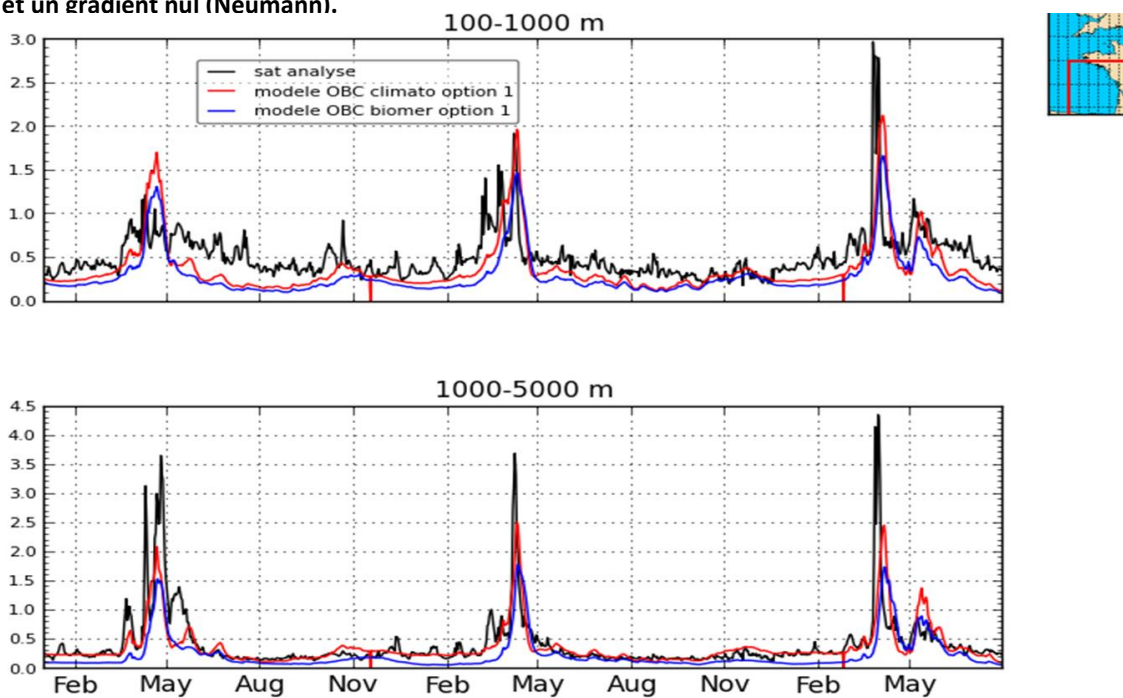 et un gradient nul (Neumann).
100-1000 m
3.0
2.5
2.0
1.5
1.0
0.5
0.0
sat analyse
modele OBC climato option 1
modele OBC biomer option 1
1000-5000 m
4.5
4.0
3.5
3.0
2.5
2.0
1.5
1.0
0.5
0.0
Feb May Aug Nov Feb May Aug Nov Feb May